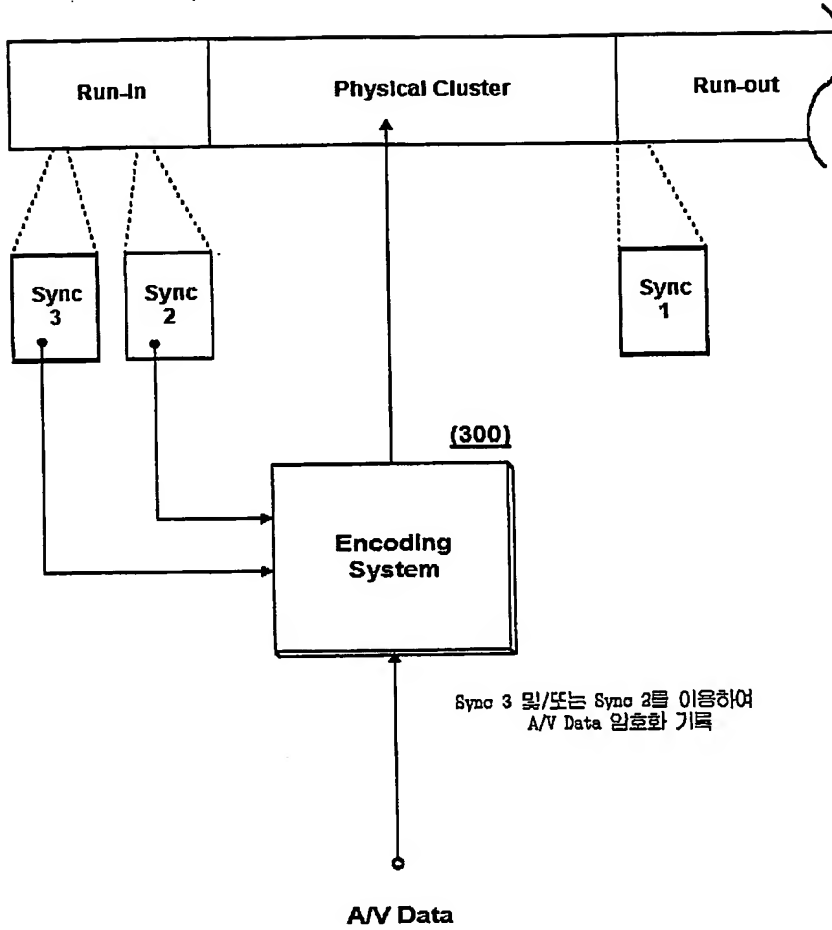 Run-in Physical Cluster Run-out
Sync 3
Sync 2
Sync 1
(300)
Encoding
System
Sync 3 및/또는 Sync 2를 이용하여
A/V Data 암호화 기록
A/V Data